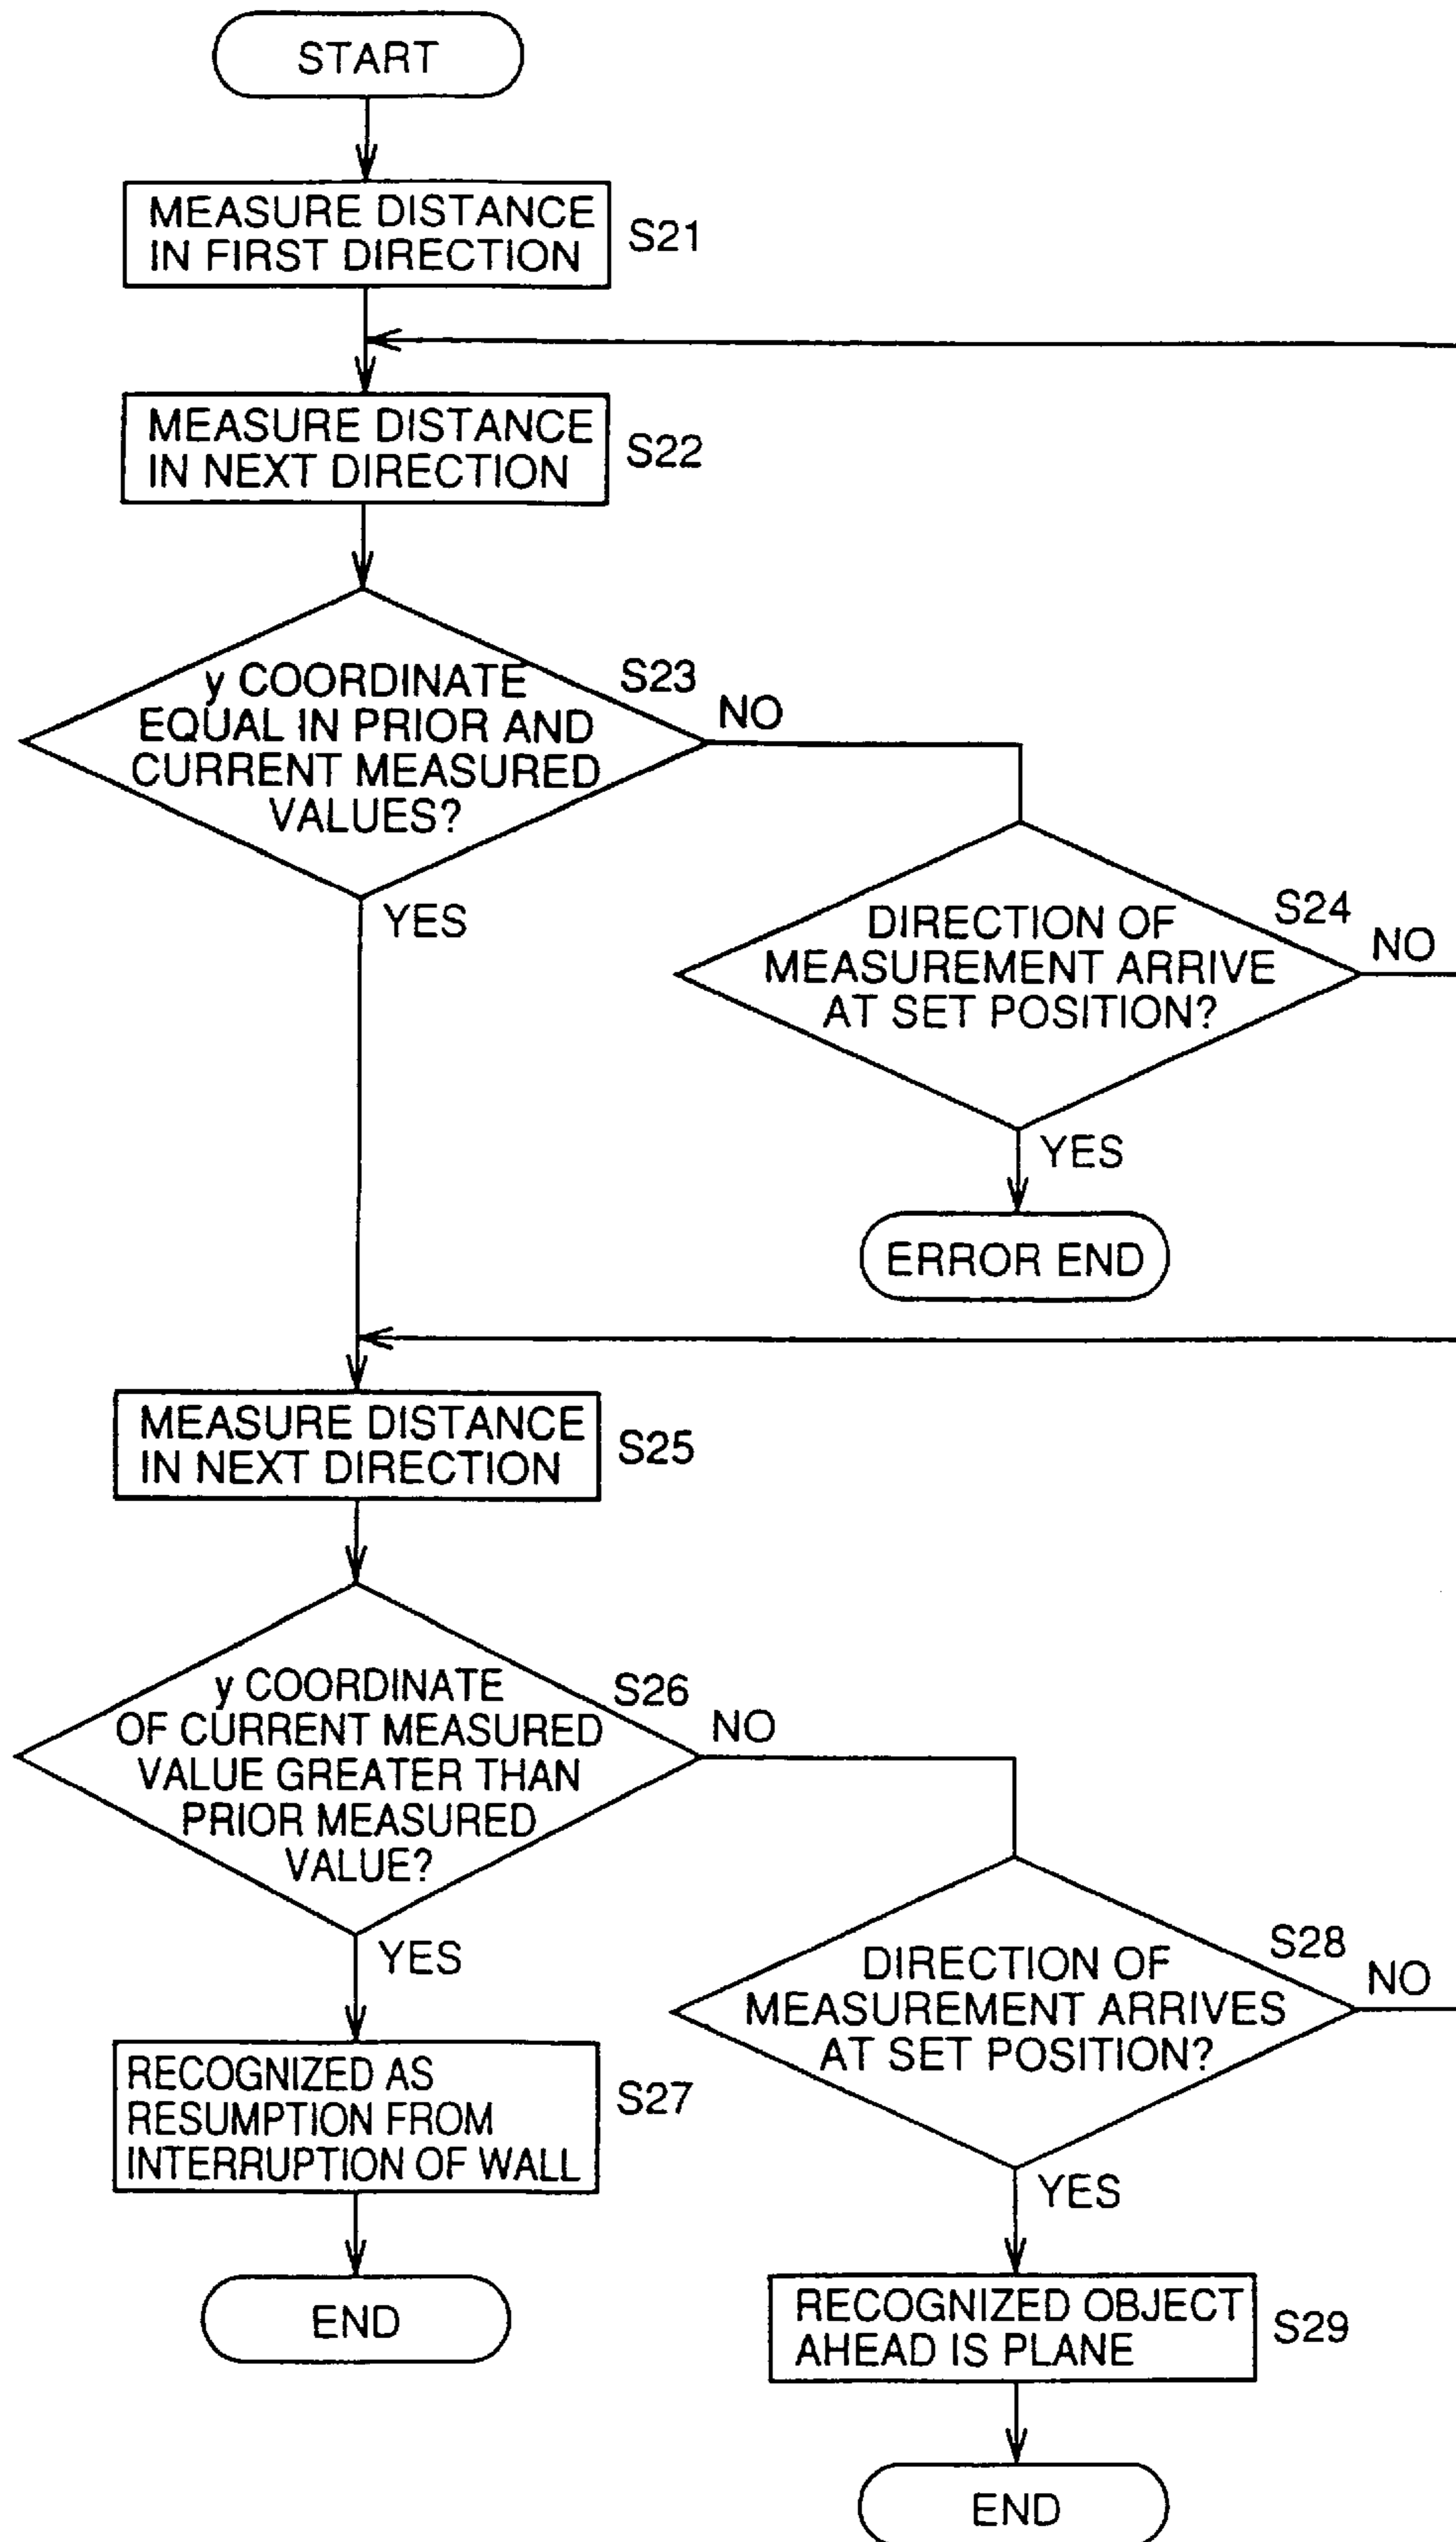 START
MEASURE DISTANCE
IN FIRST DIRECTION
S21
MEASURE DISTANCE
IN NEXT DIRECTION
S22
y COORDINATE
EQUAL IN PRIOR AND
CURRENT MEASURED
VALUES?
S23
NO
YES
DIRECTION OF
MEASUREMENT ARRIVE
AT SET POSITION?
S24
NO
YES
ERROR END
MEASURE DISTANCE
IN NEXT DIRECTION
S25
y COORDINATE
OF CURRENT MEASURED
VALUE GREATER THAN
PRIOR MEASURED
VALUE?
S26
NO
YES
RECOGNIZED AS
RESUMPTION FROM
INTERRUPTION OF WALL
S27
END
DIRECTION OF
MEASUREMENT ARRIVES
AT SET POSITION?
S28
NO
YES
RECOGNIZED OBJECT
AHEAD IS PLANE
S29
END